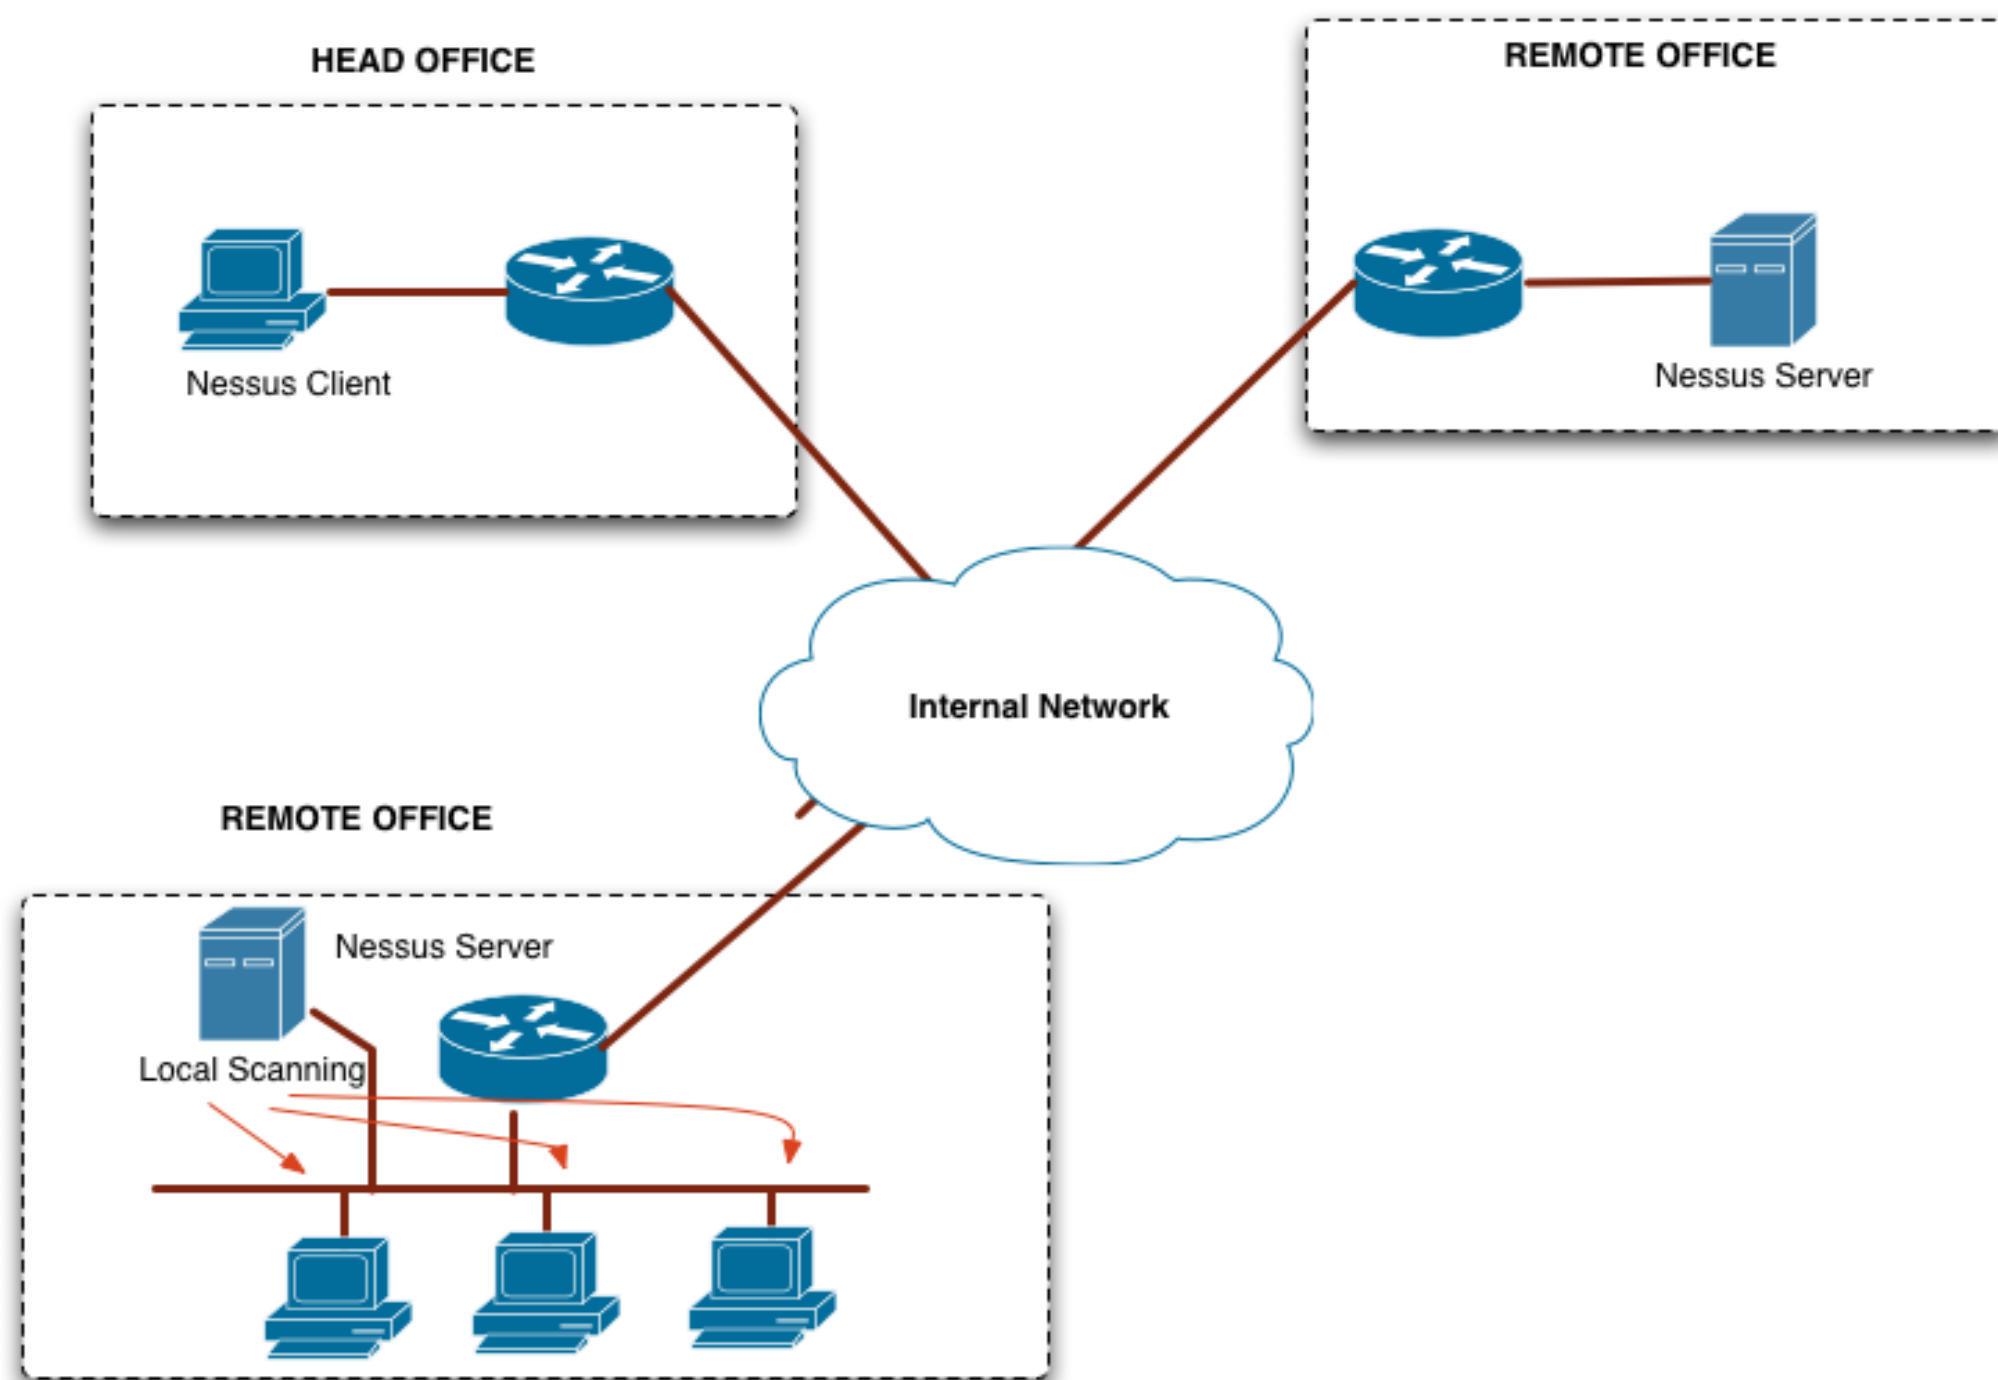 HEAD OFFICE
REMOTE OFFICE
Nessus Client
Nessus Server
Internal Network
REMOTE OFFICE
Nessus Server
Local Scanning